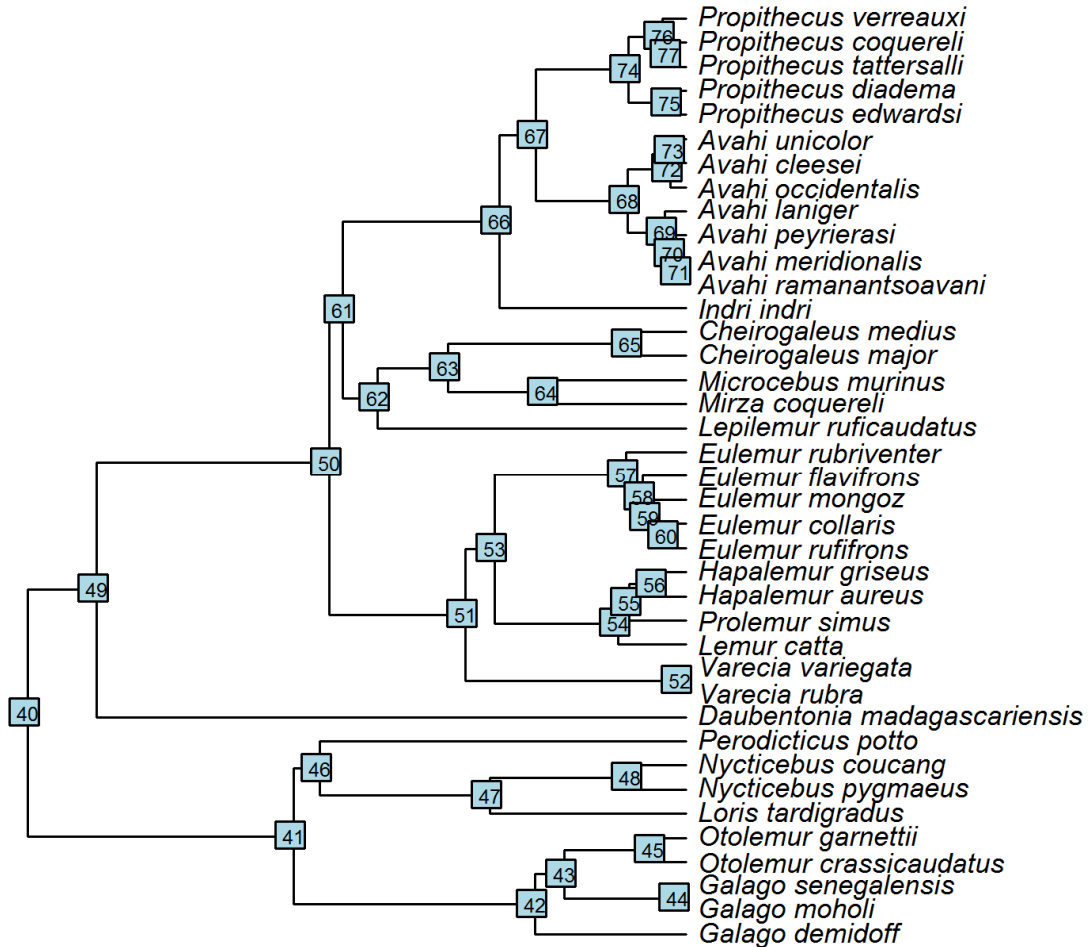 Propithecus verreauxi
76
Propithecus coquereli
77
74
Propithecus tattersalli
Propithecus diadema
75
Propithecus edwardsi
67
Avahi unicolor
73
Avahi cleesei
72
Avahi occidentalis
68
Avahi laniger
66
69
Avahi peyrierasi
70
Avahi meridionalis
71
Avahi ramanantsoavani
61
Indri indri
Cheirogaleus medius
65
Cheirogaleus major
63
Microcebus murinus
64
62
Mirza coquereli
Lepilemur ruficaudatus
Eulemur rubriventer
50
57
Eulemur flavifrons
58
Eulemur mongoz
59
Eulemur collaris
60
53
Eulemur rufifrons
Hapalemur griseus
56
49
Hapalemur aureus
55
51
Prolemur simus
54
Lemur catta
Varecia variegata
52
Varecia rubra
40
Daubentonia madagascariensis
Perodicticus potto
46
Nycticebus coucang
48
Nycticebus pygmaeus
47
Loris tardigradus
41
Otolemur garnettii
45
Otolemur crassicaudatus
43
Galago senegalensis
44
42
Galago moholi
Galago demidoff